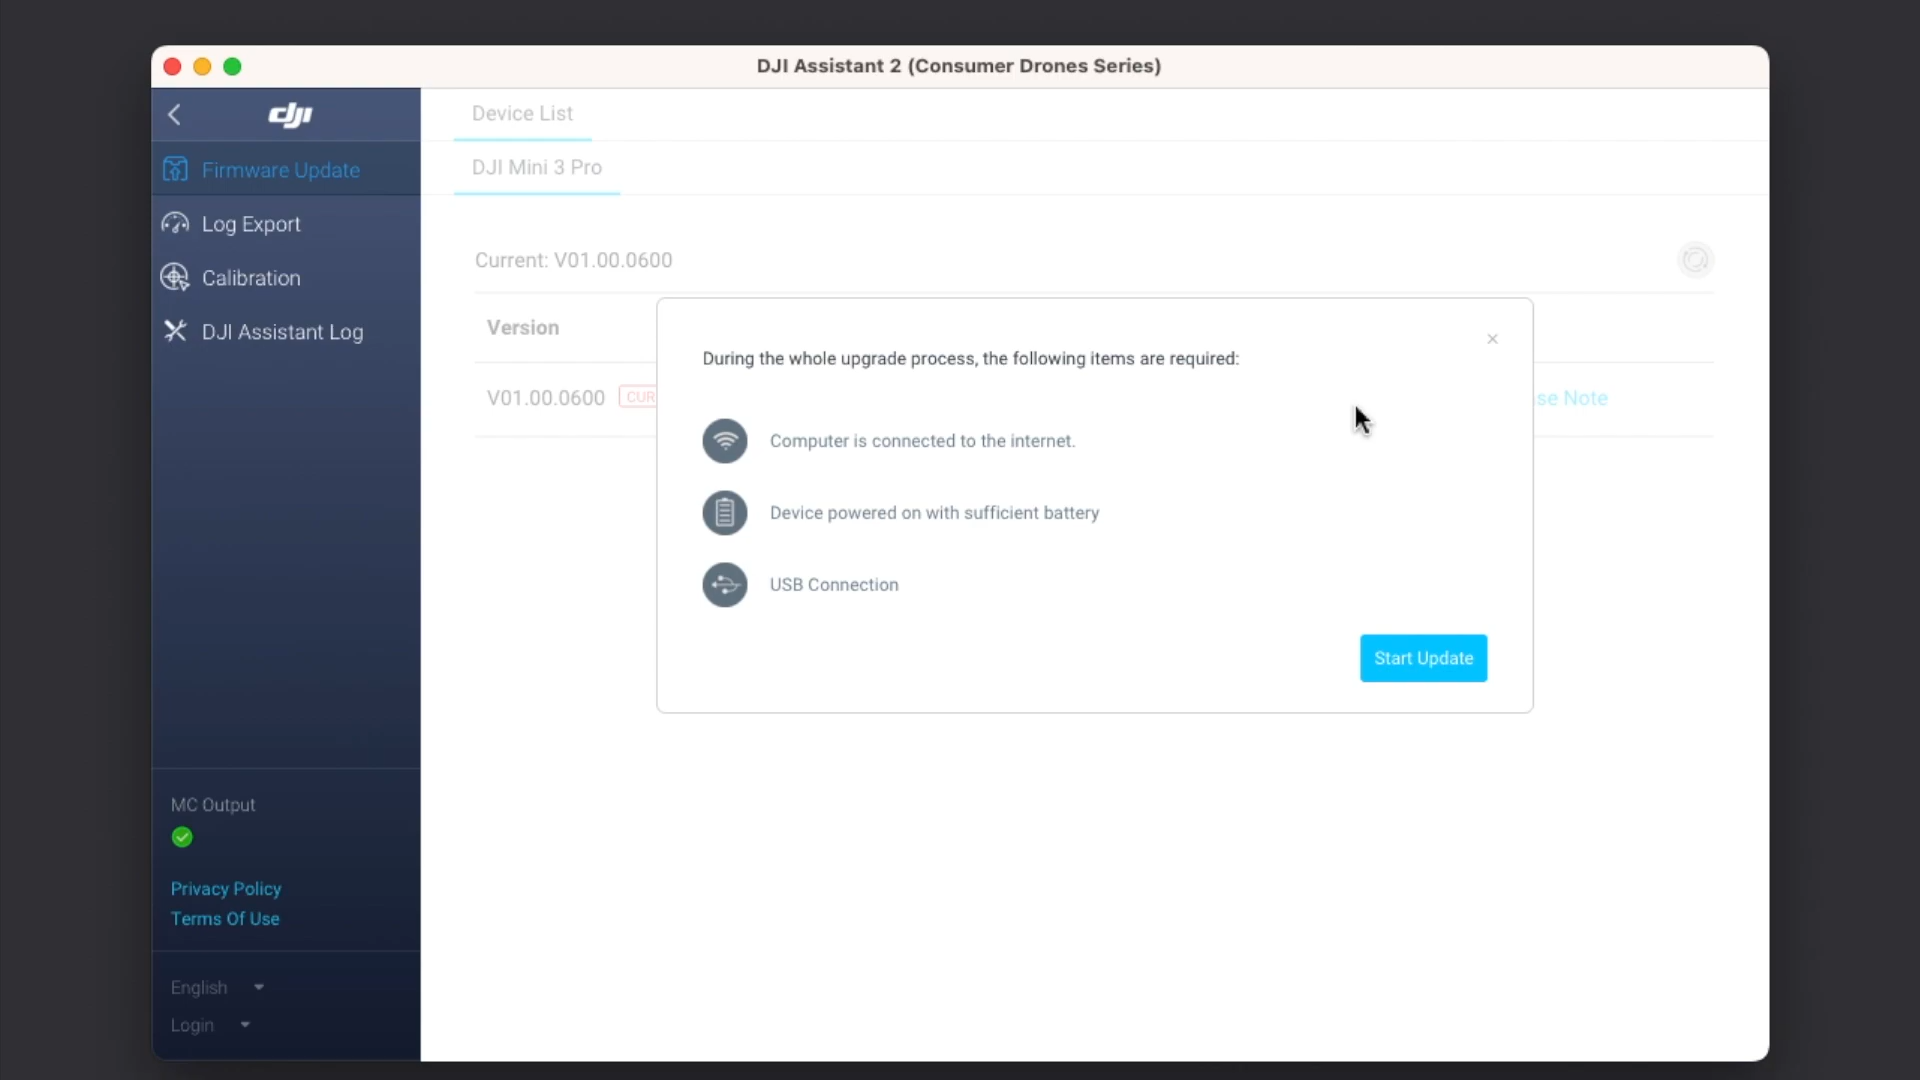 DJI Assistant 2 (Consumer Drones Series)
dji
Device List
Firmware Update
DJI Mini 3 Pro
Log Export
Current: V01.00.0600
Calibration
Version
DJI Assistant Log
V01.00.0600 CUR
se Note
During the whole upgrade process, the following items are required:
Computer is connected to the internet.
Device powered on with sufficient battery
USB Connection
Start Update
MC Output
Privacy Policy
Terms Of Use
English
Login